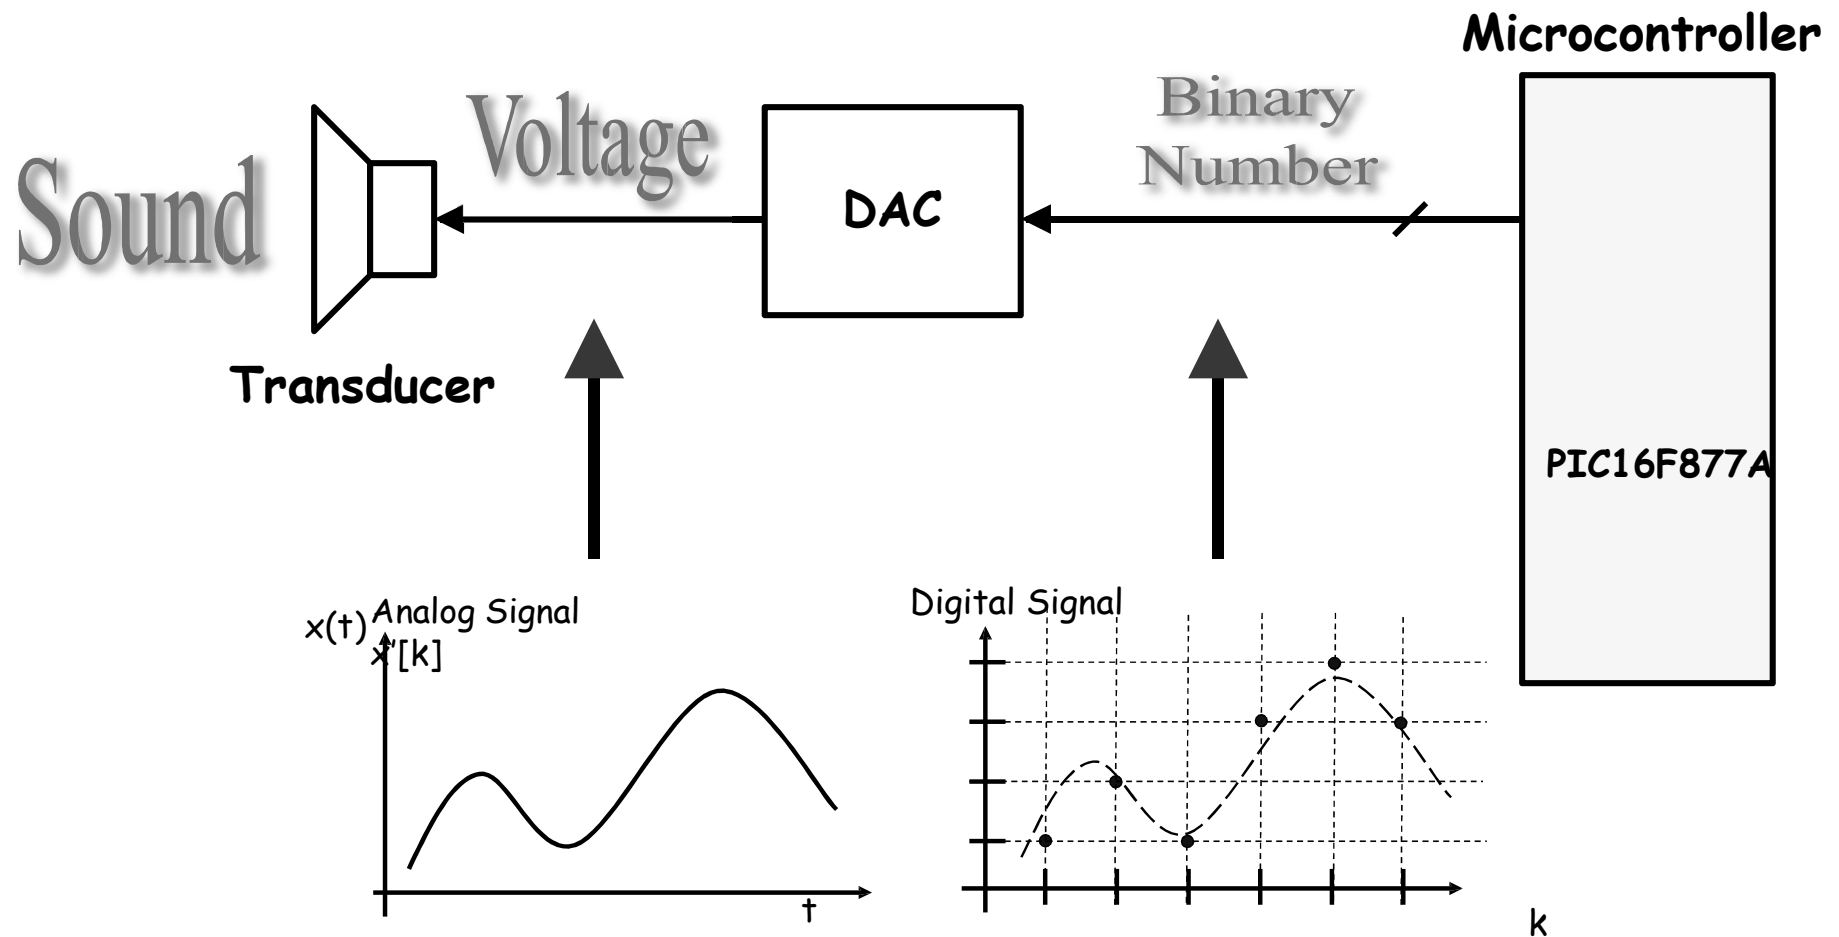 Microcontroller
Binary
Number
Voltage
Sound
DAC
Transducer
PIC16F877A
Digital Signal
Analog Signal
x(t)
x'[k]
t
k